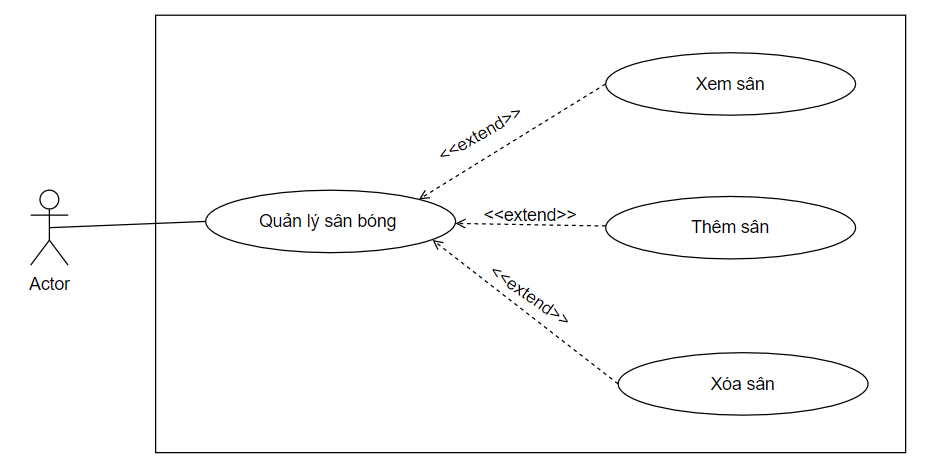 Xem sân
<<extend>>
Quản lý sân bóng
<<extend>>
Thêm sân
Actor
<<extend>>
Xóa sân